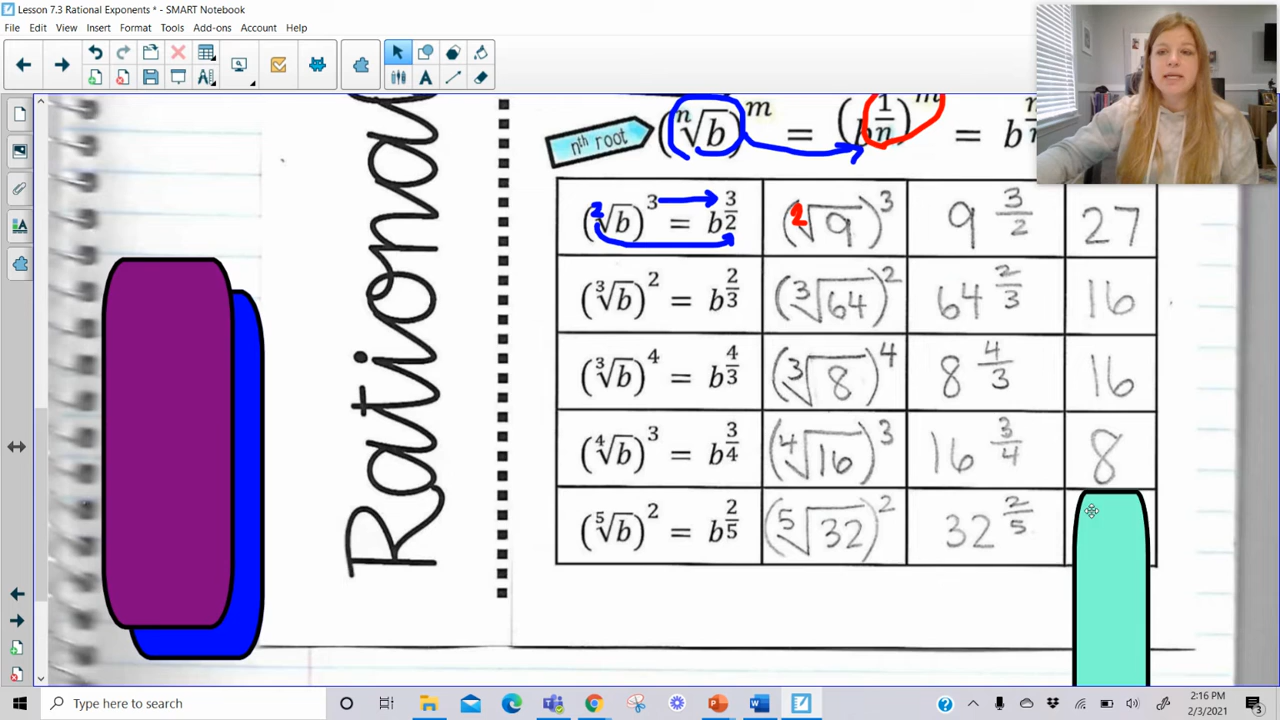 Lesson 7.3 Rational Exponents * - SMART Notebook
File Edit View Insert Format Tools Add-ons Account Help
Rational
nth root
(ⁿ√b)^m = (b^(1/n))^m = b
(²√b)³ = b^(3/2) (²√9)³ 9^(3/2) 27
(³√b)² = b^(2/3) (³√64)² 64^(2/3) 16
(³√b)⁴ = b^(4/3) (³√8)⁴ 8^(4/3) 16
(⁴√b)³ = b^(3/4) (⁴√16)³ 16^(3/4) 8
(⁵√b)² = b^(2/5) (⁵√32)² 32^(2/5)
Type here to search
2:16 PM
2/3/2021
3